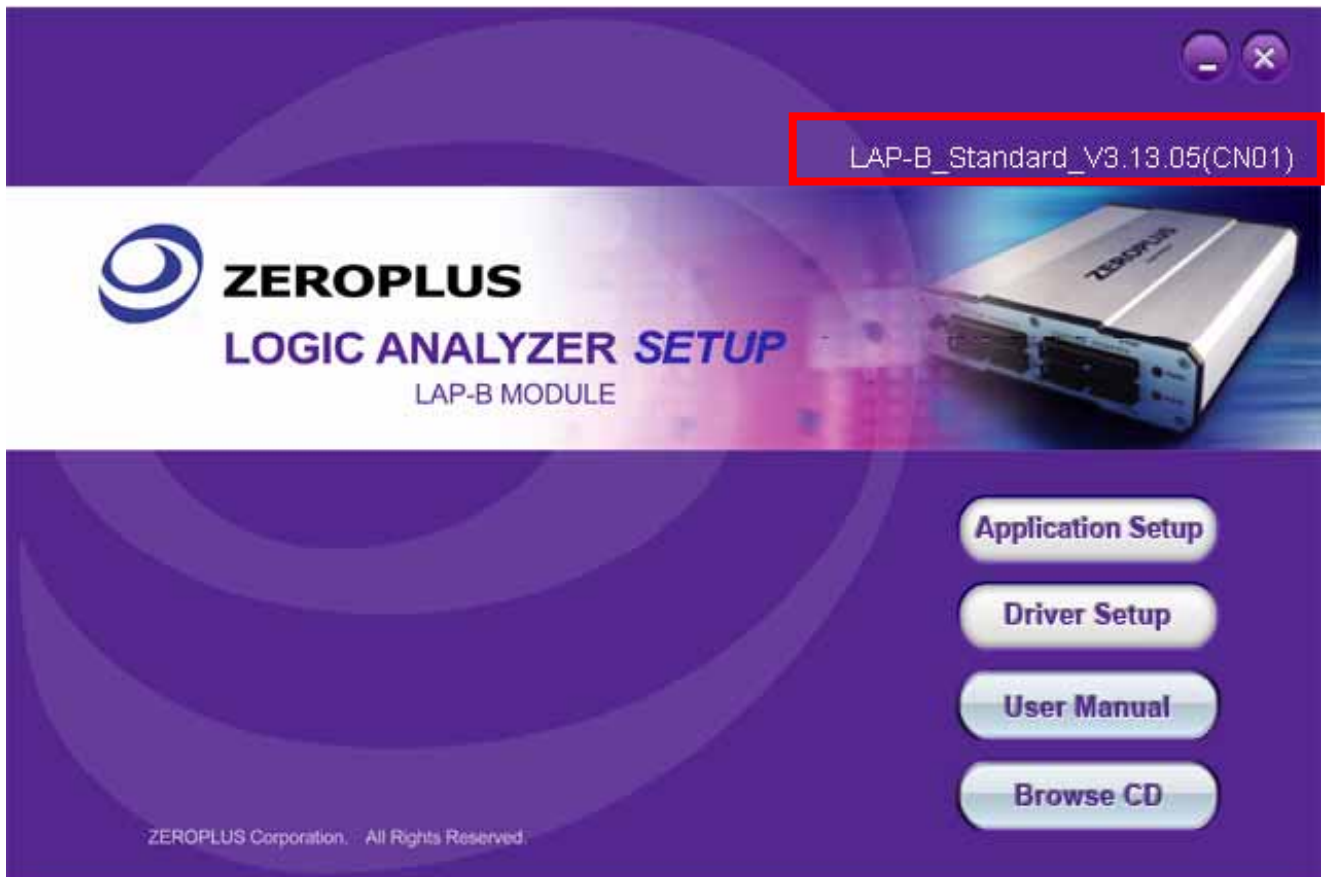 LAP-B_Standard_V3.13.05(CN01)
ZEROPLUS
LOGIC ANALYZER SETUP
LAP-B MODULE
ZEROPLUS
Application Setup
Driver Setup
User Manual
Browse CD
ZEROPLUS Corporation. All Rights Reserved.